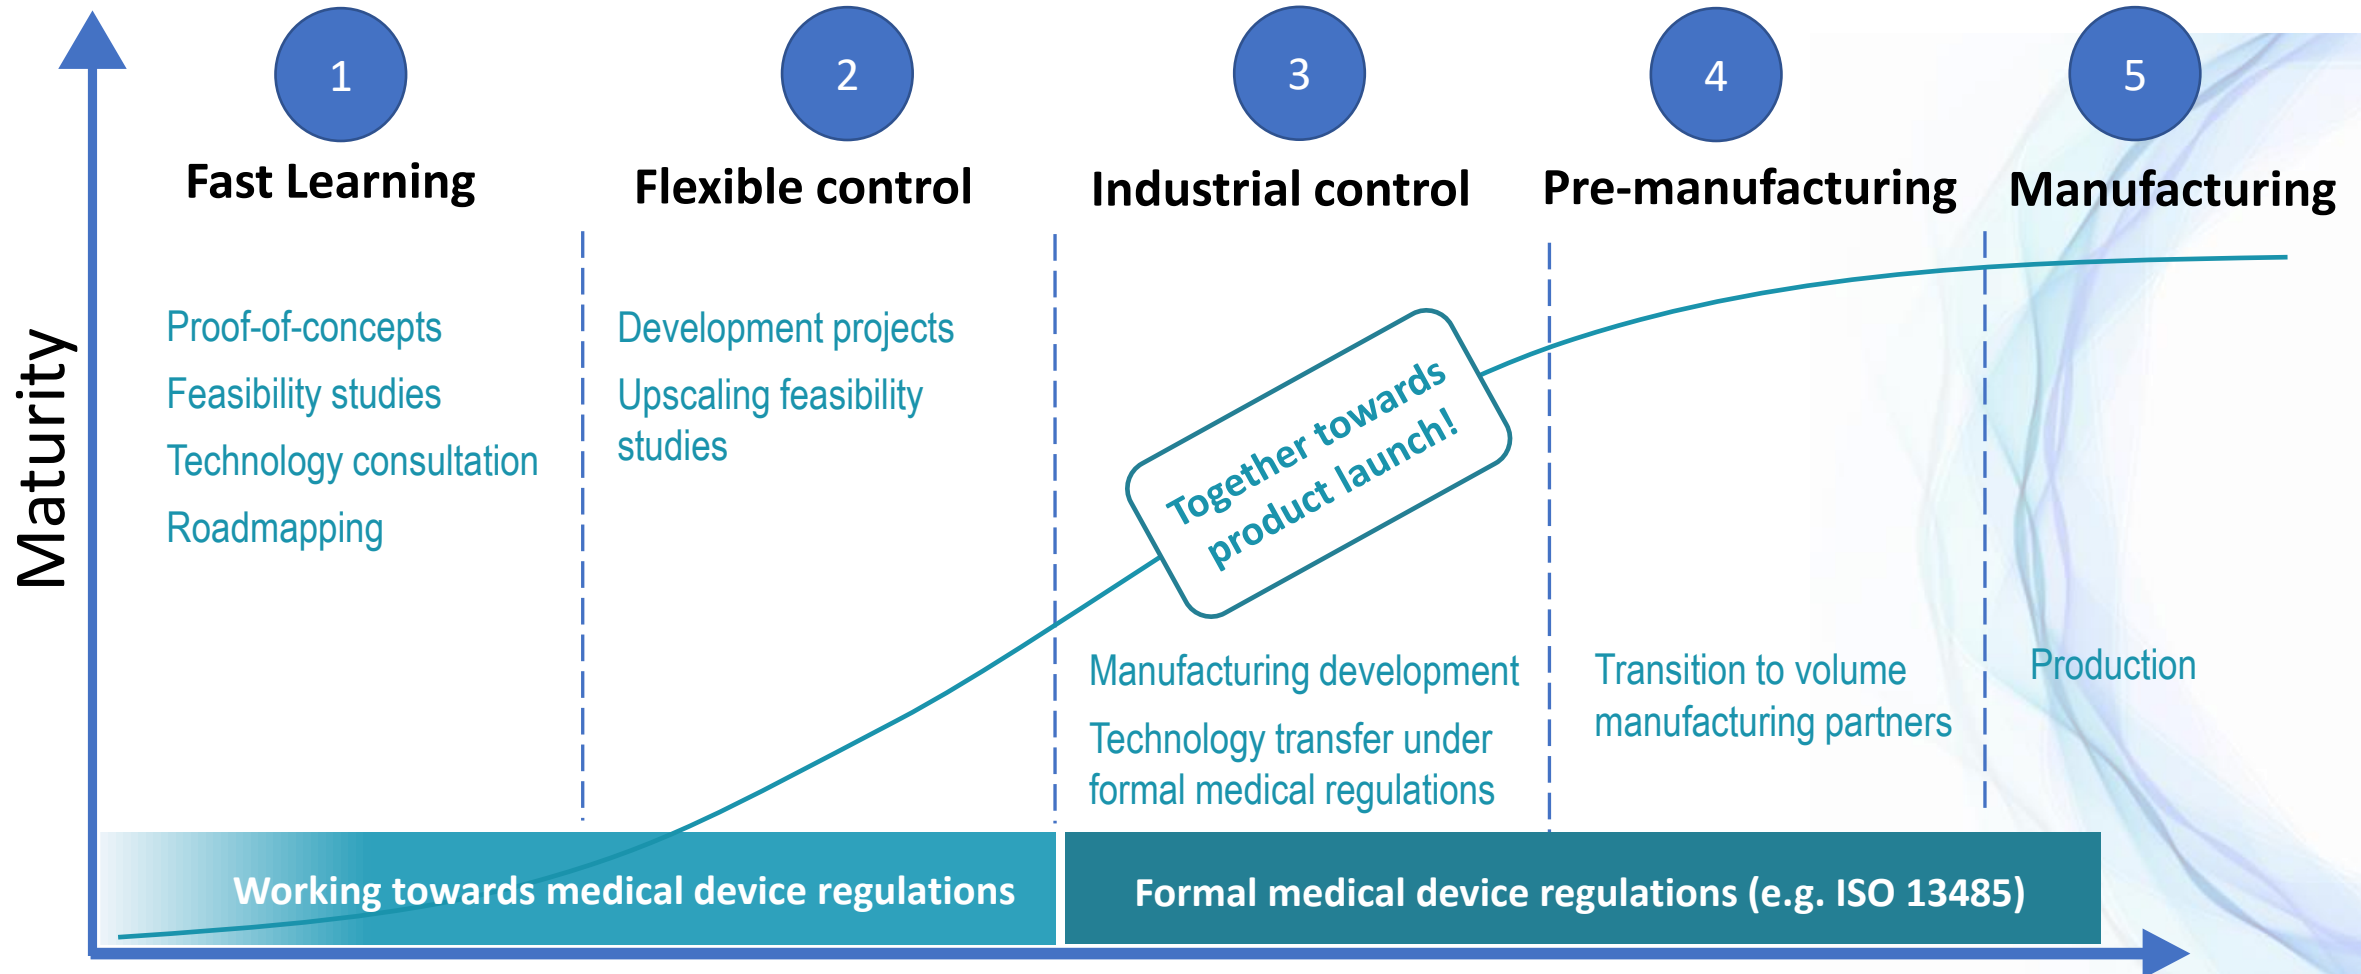 1
2
3
4
5
Fast Learning
Flexible control
Industrial control
Pre-manufacturing
Manufacturing
Maturity
Proof-of-concepts
Feasibility studies
Technology consultation
Roadmapping
Development projects
Upscaling feasibility
studies
Together towards
product launch!
Manufacturing development
Technology transfer under
formal medical regulations
Transition to volume
manufacturing partners
Production
Working towards medical device regulations
Formal medical device regulations (e.g. ISO 13485)